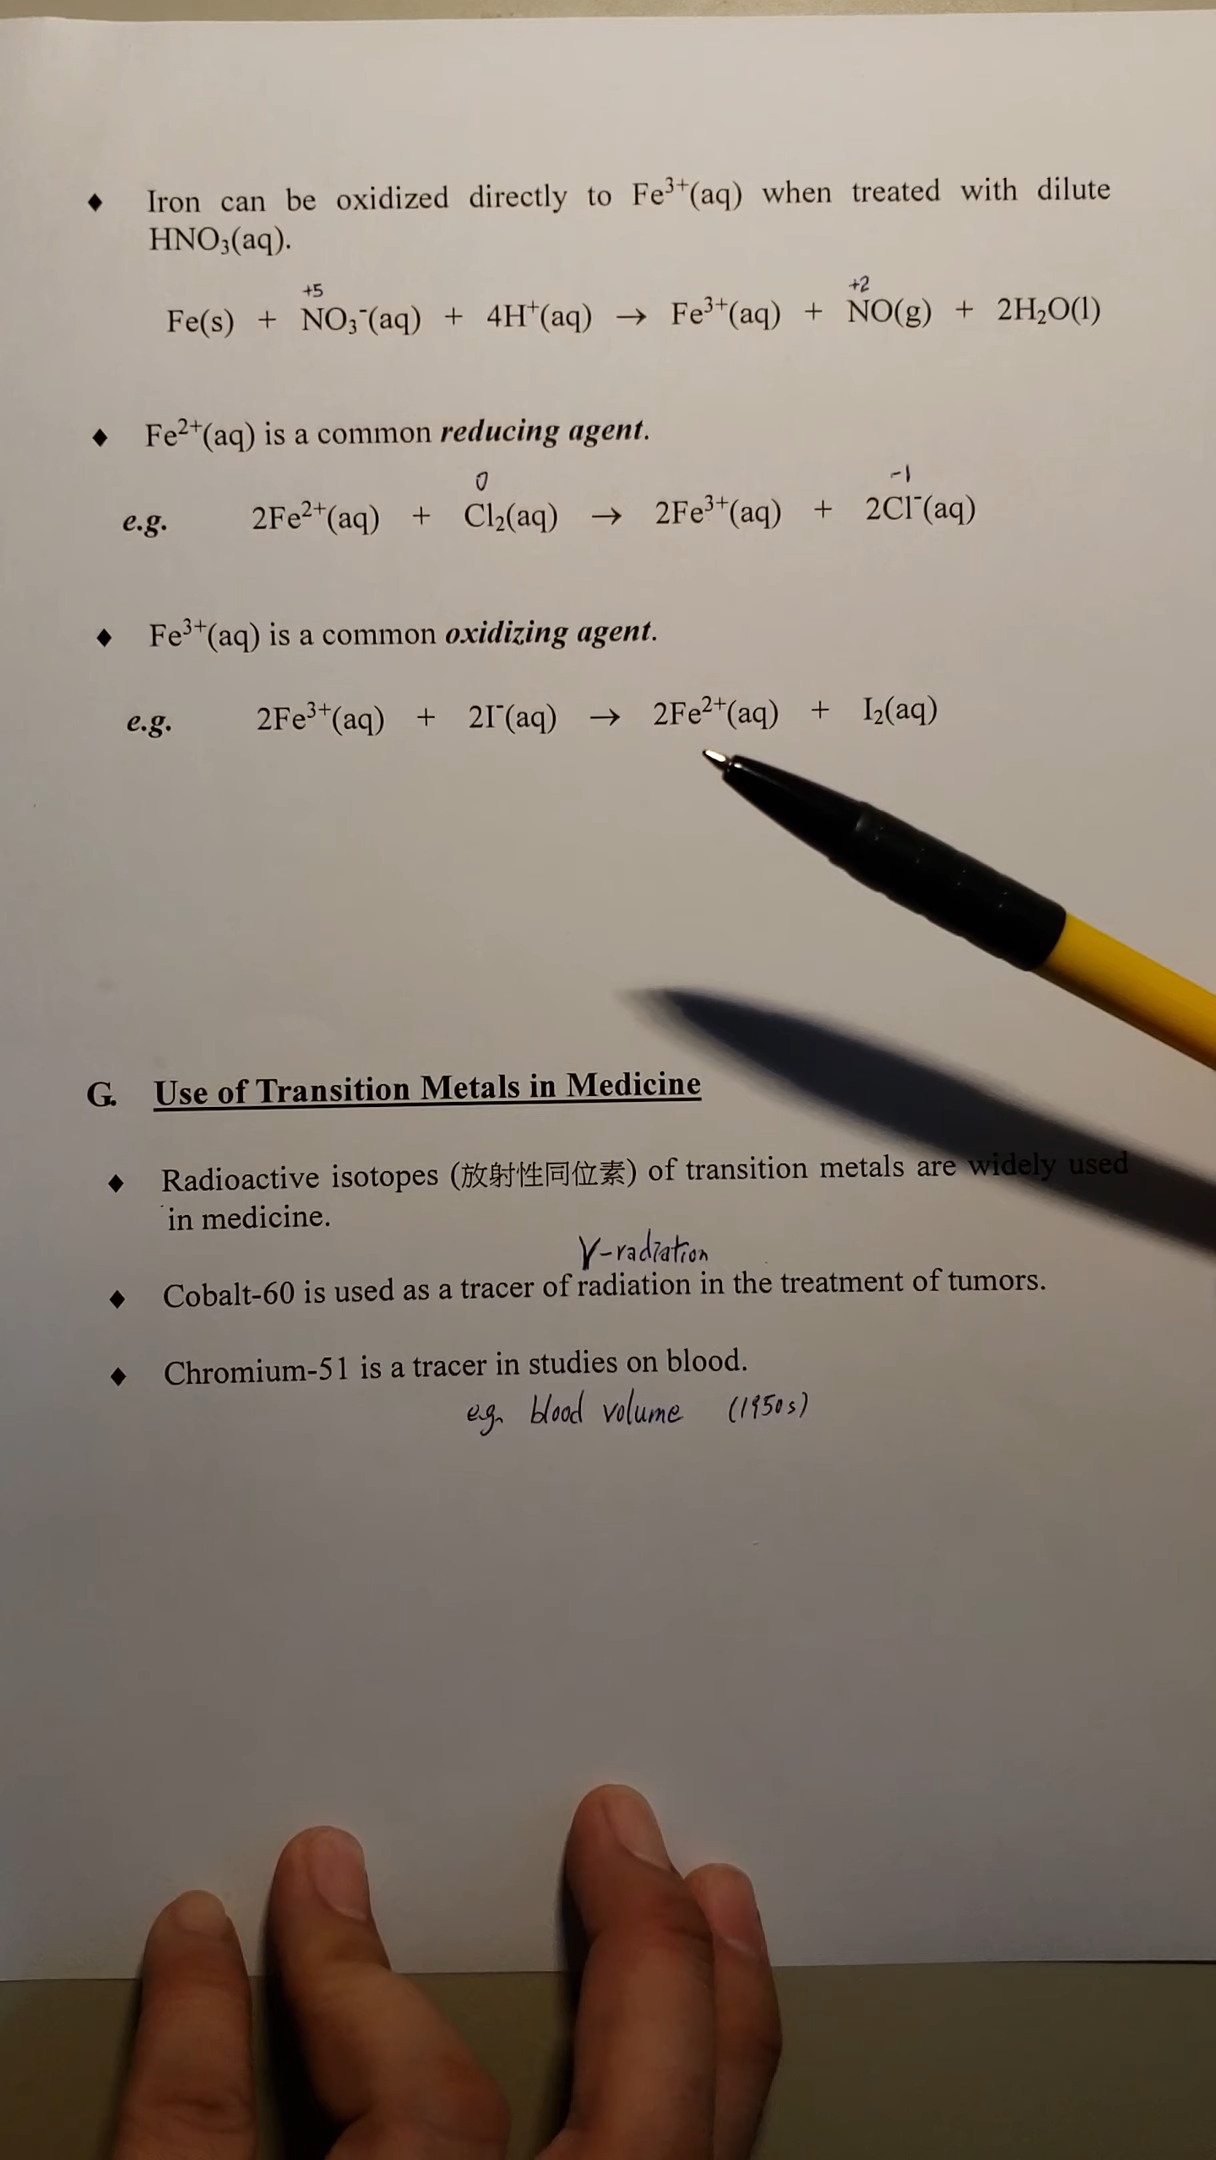 ♦ Iron can be oxidized directly to Fe³⁺(aq) when treated with dilute
HNO₃(aq).
+5 +2
Fe(s) + NO₃⁻(aq) + 4H⁺(aq) → Fe³⁺(aq) + NO(g) + 2H₂O(l)
♦ Fe²⁺(aq) is a common reducing agent.
0 -1
e.g. 2Fe²⁺(aq) + Cl₂(aq) → 2Fe³⁺(aq) + 2Cl⁻(aq)
♦ Fe³⁺(aq) is a common oxidizing agent.
e.g. 2Fe³⁺(aq) + 2I⁻(aq) → 2Fe²⁺(aq) + I₂(aq)
G. Use of Transition Metals in Medicine
♦ Radioactive isotopes (放射性同位素) of transition metals are widely used
in medicine.
γ-radiation
♦ Cobalt-60 is used as a tracer of radiation in the treatment of tumors.
♦ Chromium-51 is a tracer in studies on blood.
e.g. blood volume (1950s)